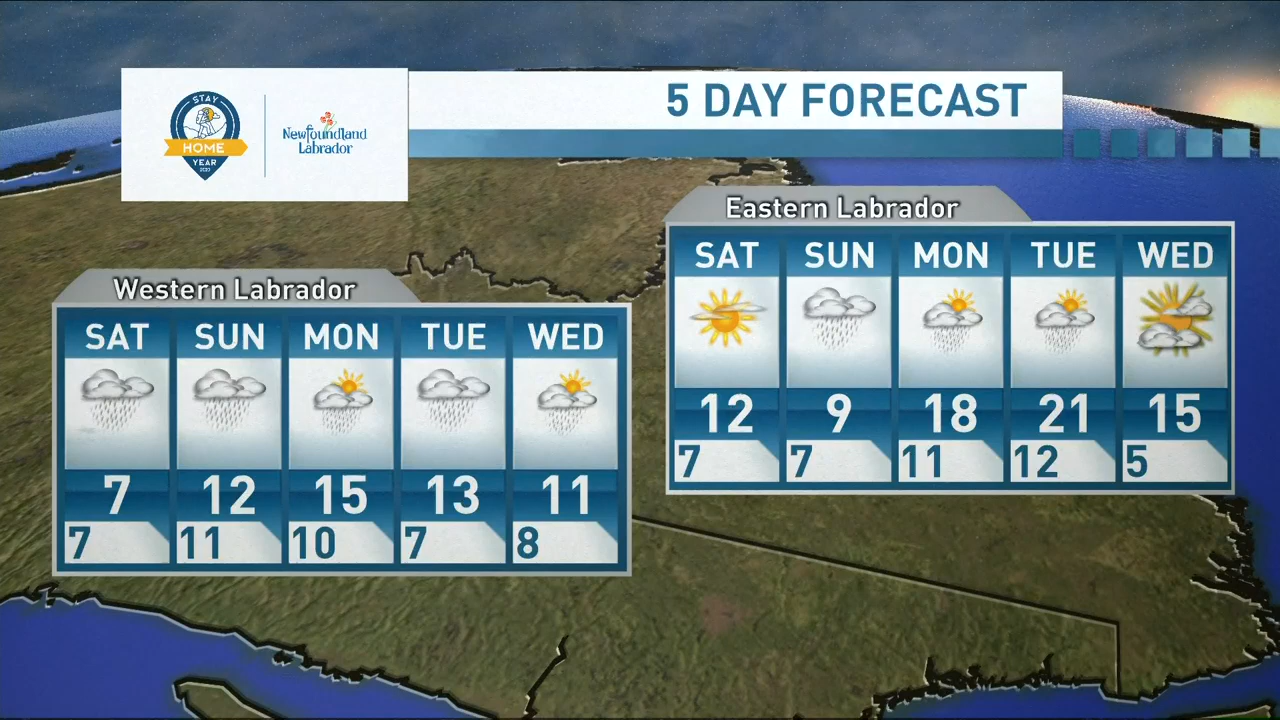 STAY
HOME
YEAR
Newfoundland
Labrador
5 DAY FORECAST
Western Labrador
SAT SUN MON TUE WED
7 12 15 13 11
7 11 10 7 8
Eastern Labrador
SAT SUN MON TUE WED
12 9 18 21 15
7 7 11 12 5